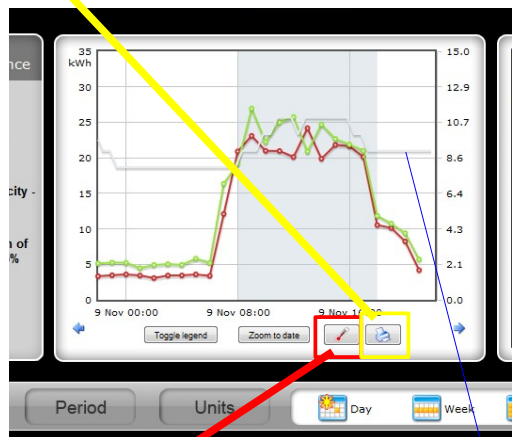 nce
city -
n of
%
35
kWh
30
25
20
15
10
5
0
15.0
12.9
10.7
8.6
6.4
4.3
2.1
0.0
9 Nov 00:00
9 Nov 08:00
9 Nov 16:00
Toggle legend
Zoom to date
Period
Units
Day
Week